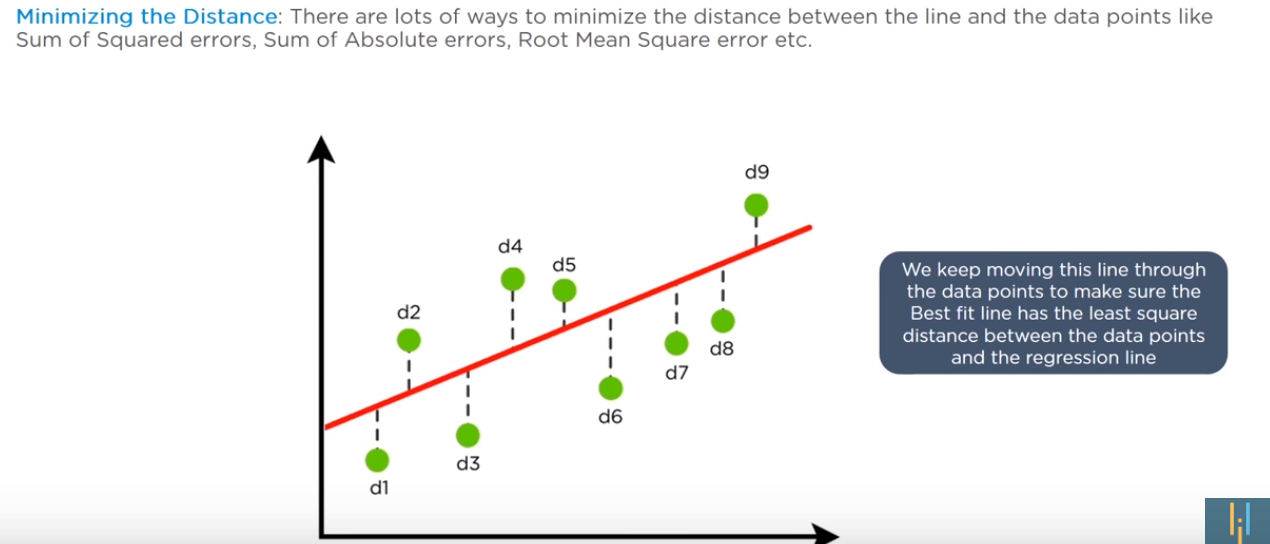 Minimizing the Distance: There are lots of ways to minimize the distance between the line and the data points like
Sum of Squared errors, Sum of Absolute errors, Root Mean Square error etc.
d9
d4
d5
d2
We keep moving this line through
the data points to make sure the
Best fit line has the least square
distance between the data points
and the regression line
d8
d7
d6
d3
d1